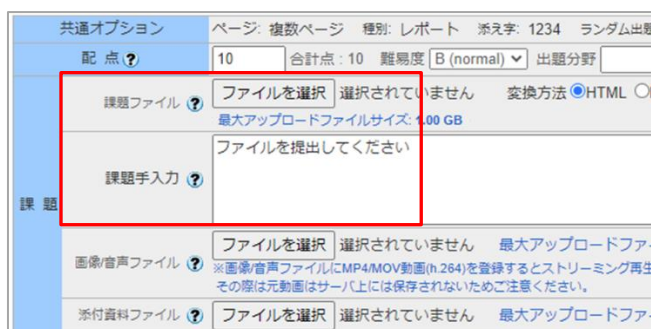 共通オプション ページ: 複数ページ 種別: レポート 添え字: 1234 ランダム出題
配 点 ? 10 合計点 : 10 難易度 B (normal) 出題分野
課題ファイル ? ファイルを選択 選択されていません 変換方法 HTML
最大アップロードファイルサイズ: 1.00 GB
ファイルを提出してください
課題手入力 ?
課 題
画像/音声ファイル ? ファイルを選択 選択されていません 最大アップロードファ
※画像/音声ファイルにMP4/MOV動画(h.264)を登録するとストリーミング再生
その際は元動画はサーバ上には保存されないためご注意ください。
添付資料ファイル ? ファイルを選択 選択されていません 最大アップロードファ